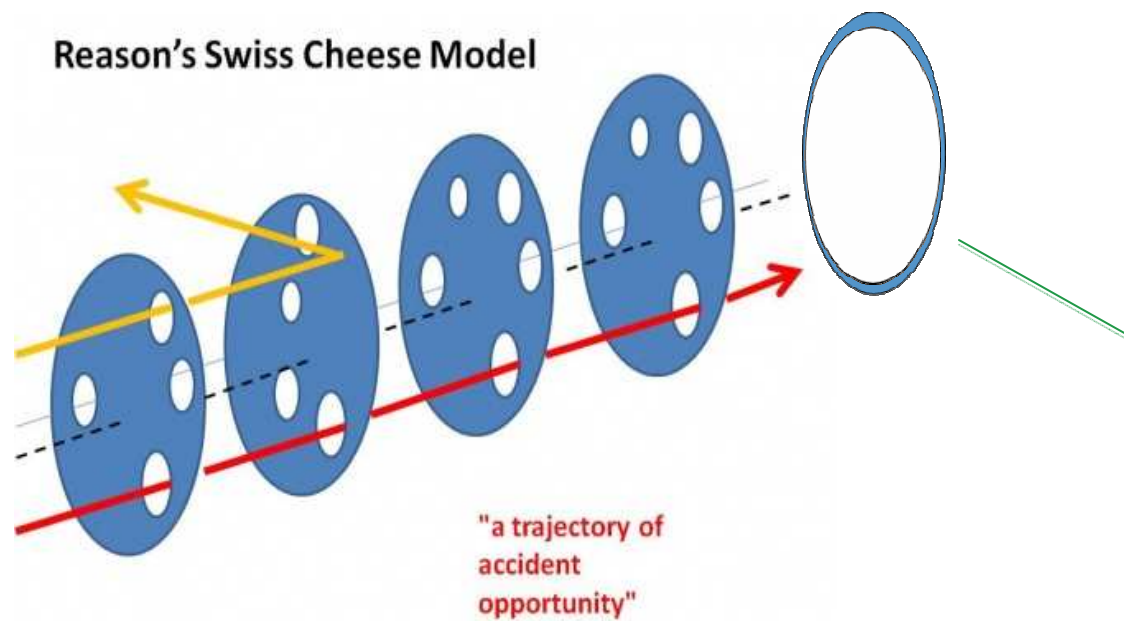 Reason’s Swiss Cheese Model
"a trajectory of
accident
opportunity"